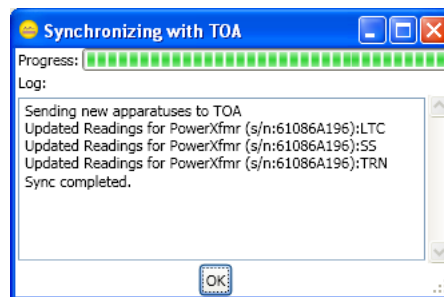 Synchronizing with TOA
Progress:
Log:
Sending new apparatuses to TOA
Updated Readings for PowerXfmr (s/n:61086A196):LTC
Updated Readings for PowerXfmr (s/n:61086A196):SS
Updated Readings for PowerXfmr (s/n:61086A196):TRN
Sync completed.
OK